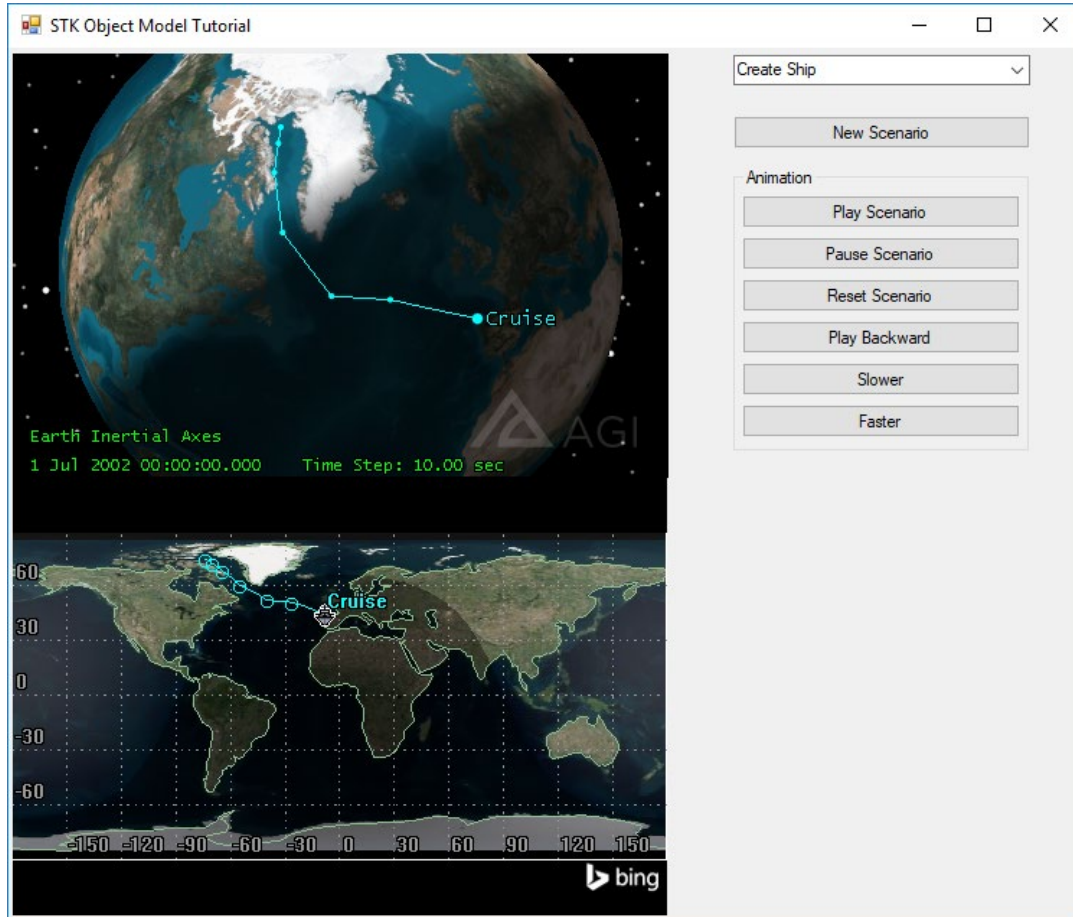 STK Object Model Tutorial
Create Ship
New Scenario
Animation
Play Scenario
Pause Scenario
Reset Scenario
Play Backward
Slower
Faster
Cruise
AGI
Earth Inertial Axes
1 Jul 2002 00:00:00.000 Time Step: 10.00 sec
60
Cruise
30
0
-30
-60
-150 -120 -90 -60 -30 0 30 60 90 120 150
bing